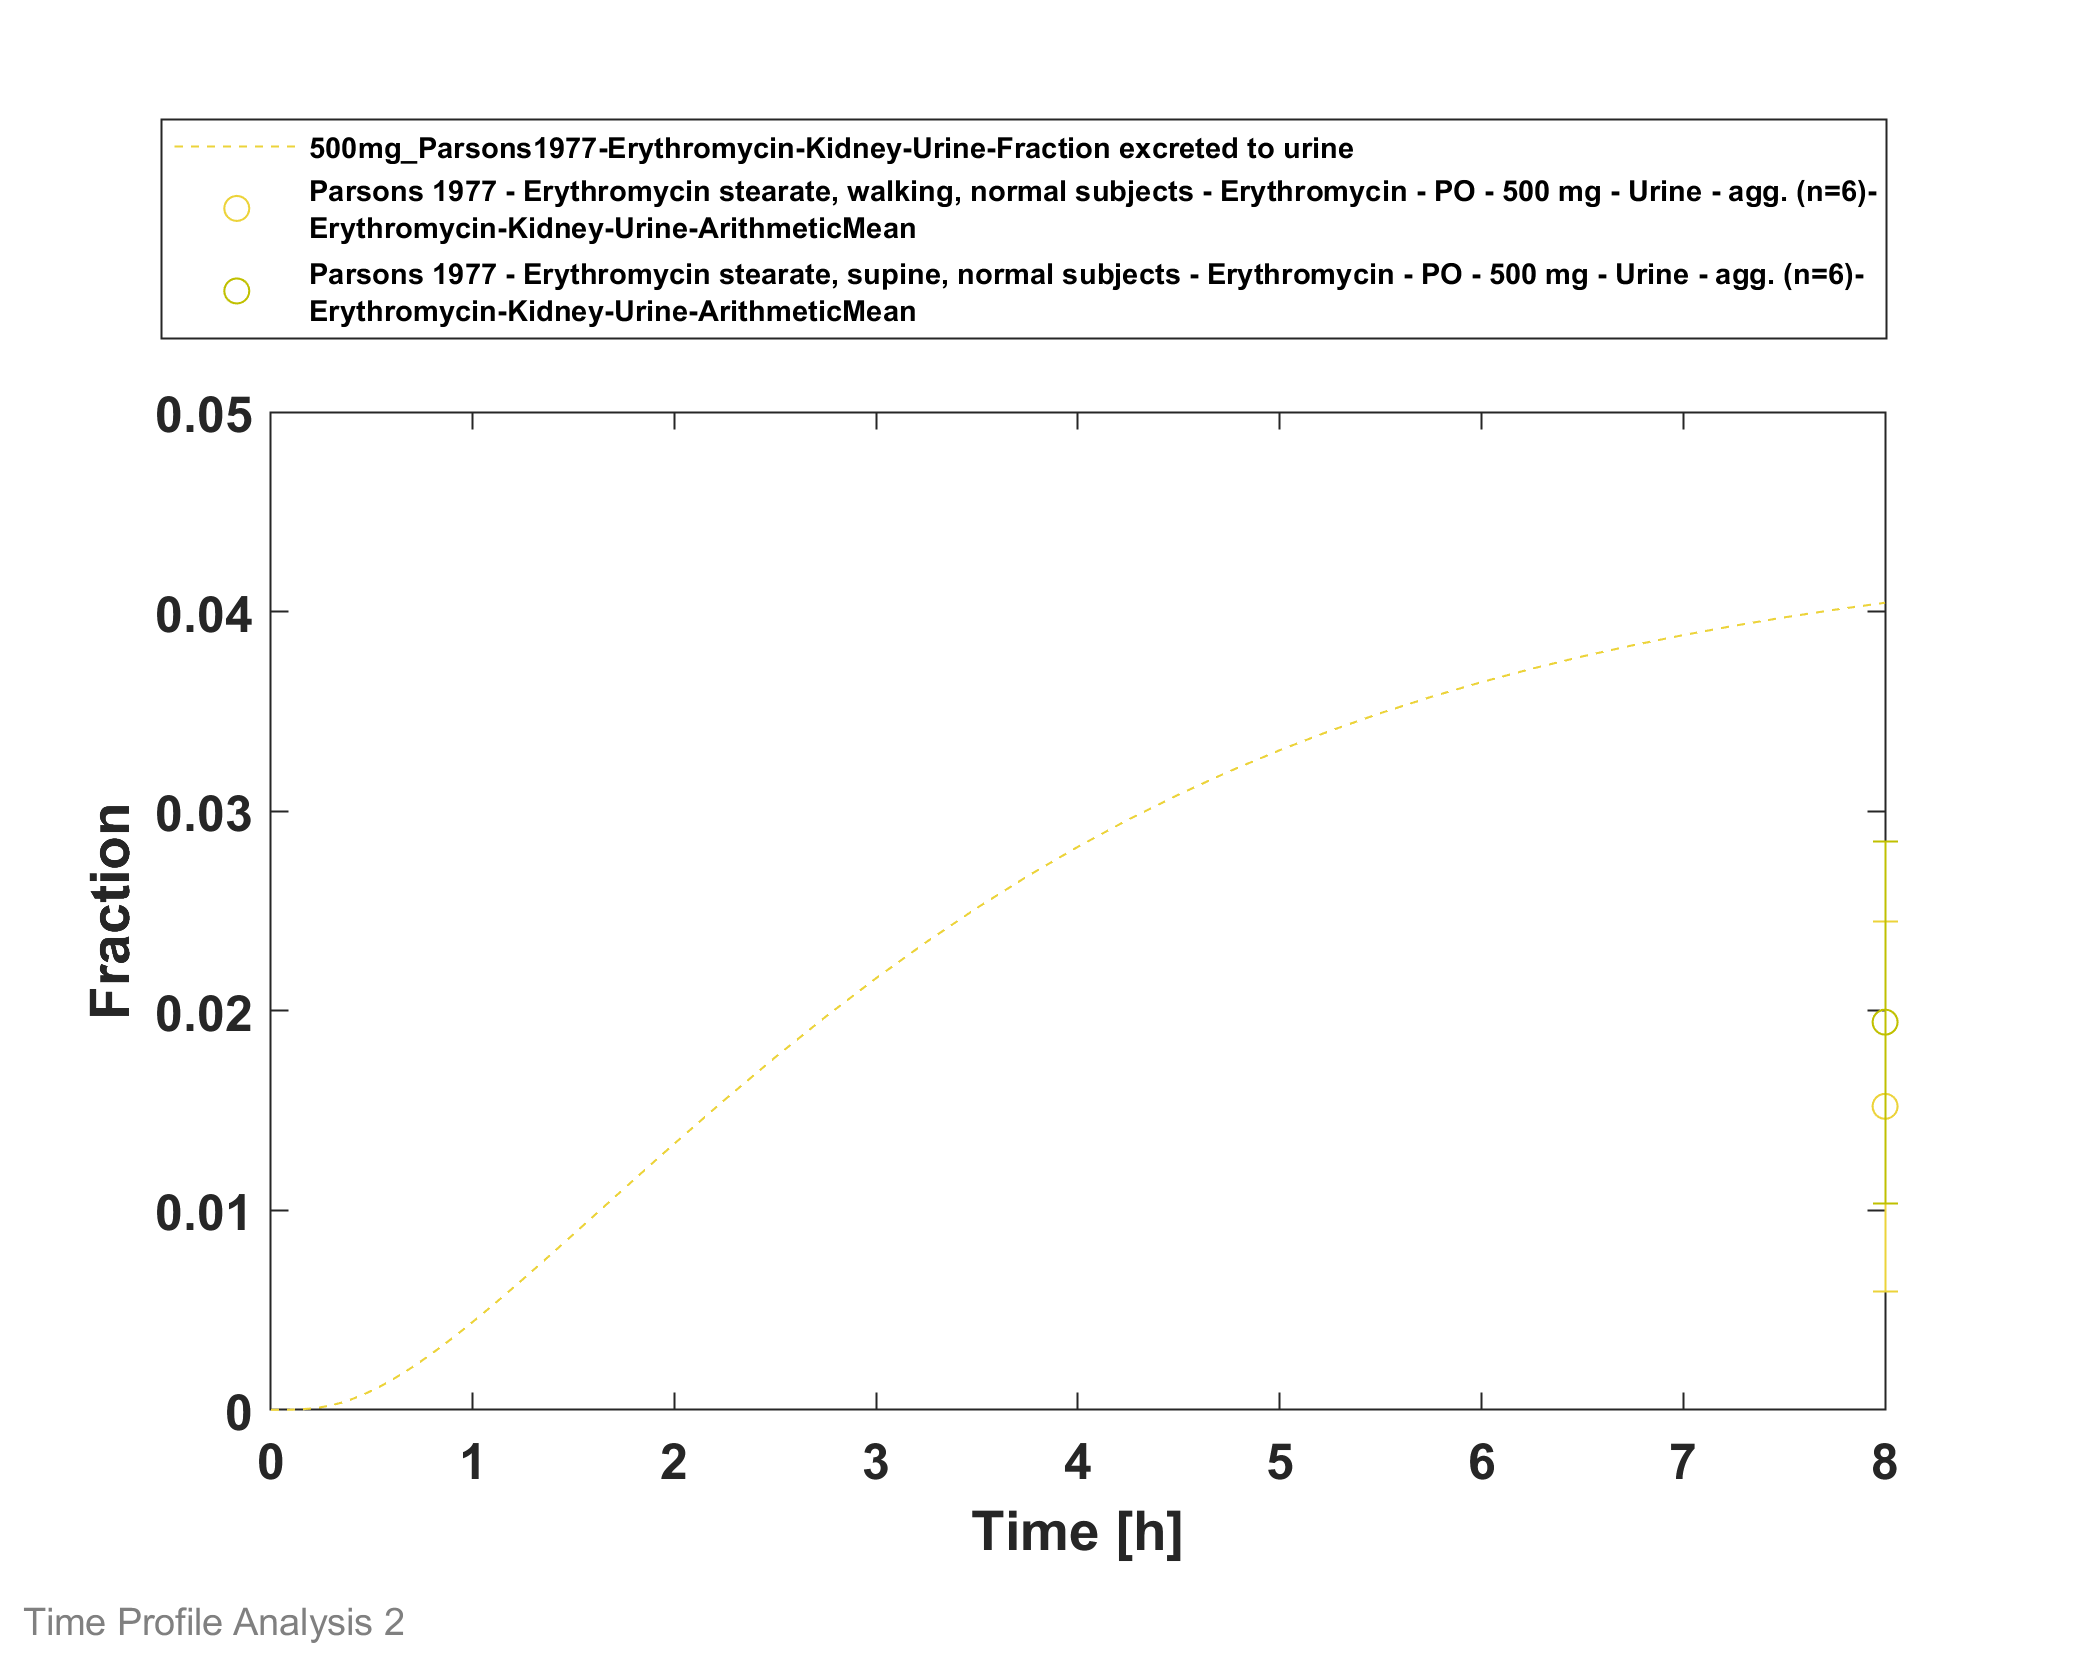 500mg_Parsons1977-Erythromycin-Kidney-Urine-Fraction excreted to urine
Parsons 1977 - Erythromycin stearate, walking, normal subjects - Erythromycin - PO - 500 mg - Urine - agg. (n=6)-
Erythromycin-Kidney-Urine-ArithmeticMean
Parsons 1977 - Erythromycin stearate, supine, normal subjects - Erythromycin - PO - 500 mg - Urine - agg. (n=6)-
Erythromycin-Kidney-Urine-ArithmeticMean
0.05
0.04
0.03
0.02
0.01
0
Fraction
0 1 2 3 4 5 6 7 8
Time [h]
Time Profile Analysis 2